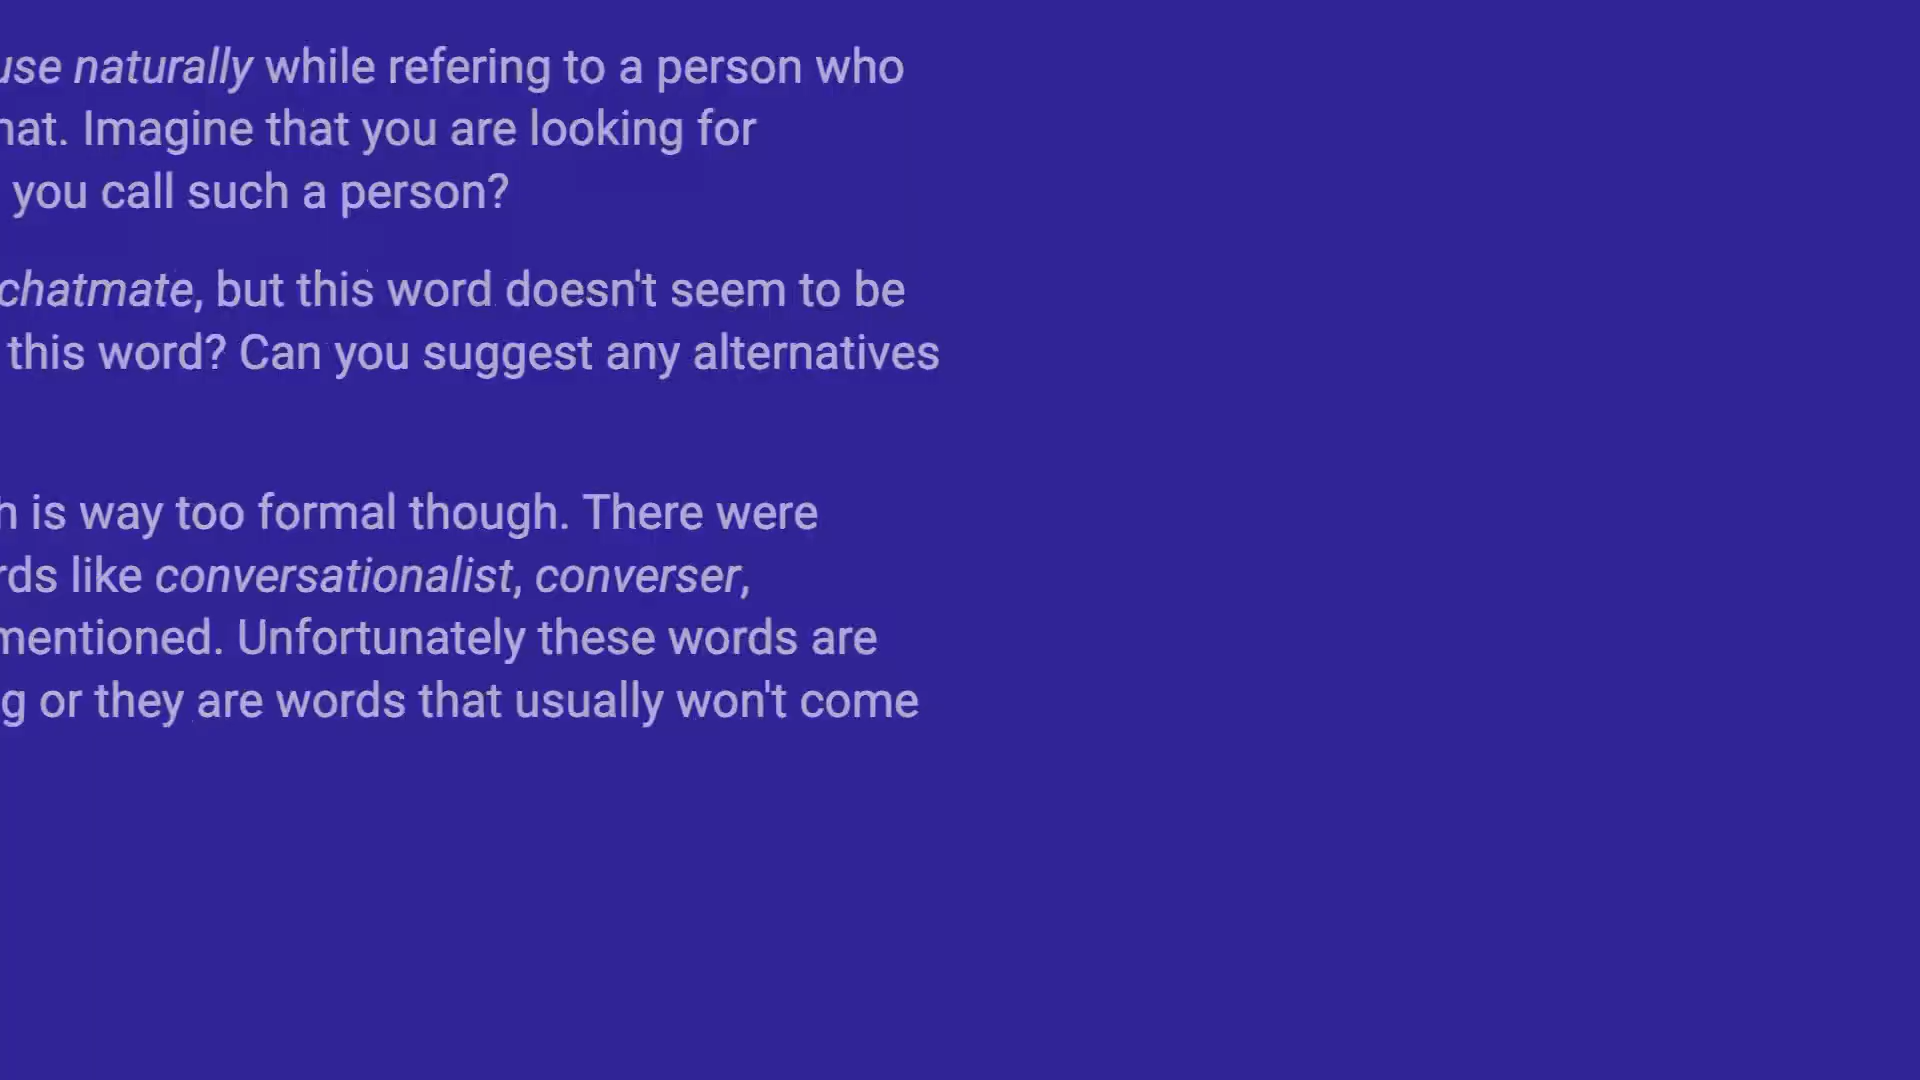 use naturally while refering to a person who
Imagine that you are looking for
you call such a person?
chatmate, but this word doesn't seem to be
this word? Can you suggest any alternatives
is way too formal though. There were
like conversationalist, converser,
mentioned. Unfortunately these words are
or they are words that usually won't come